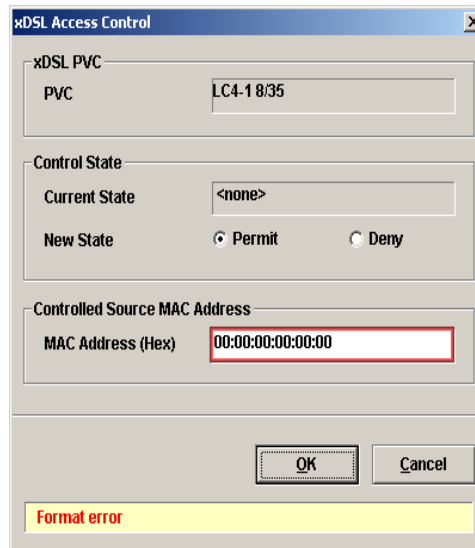 xDSL Access Control
xDSL PVC
PVC LC4-1 8/35
Control State
Current State <none>
New State Permit Deny
Controlled Source MAC Address
MAC Address (Hex) 00:00:00:00:00:00
OK Cancel
Format error